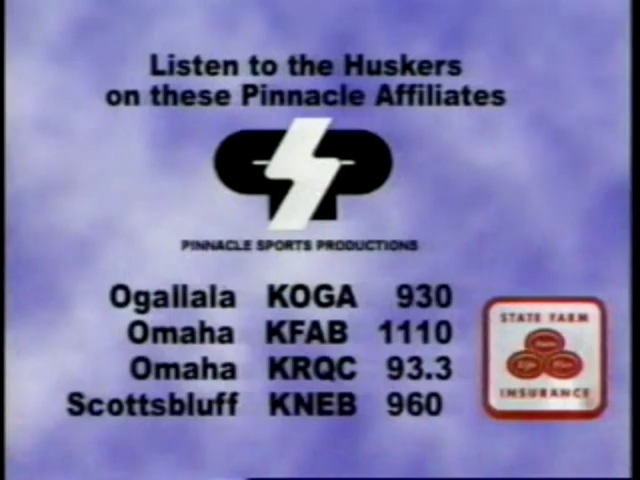 Listen to the Huskers
on these Pinnacle Affiliates
PINNACLE SPORTS PRODUCTIONS
Ogallala KOGA 930
Omaha KFAB 1110
Omaha KRQC 93.3
Scottsbluff KNEB 960
STATE FARM
INSURANCE